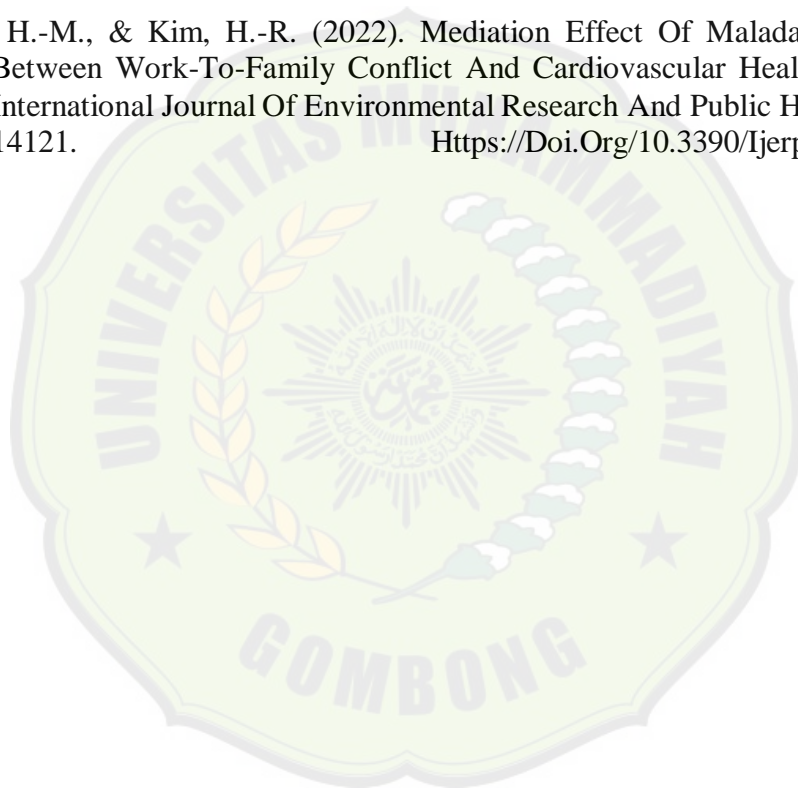 H.-M., & Kim, H.-R. (2022). Mediation Effect Of Malada
Between Work-To-Family Conflict And Cardiovascular Heal
International Journal Of Environmental Research And Public H
14121. Https://Doi.Org/10.3390/Ijerp
UNIVERSITAS MUHAMMADIYAH
GOMBONG